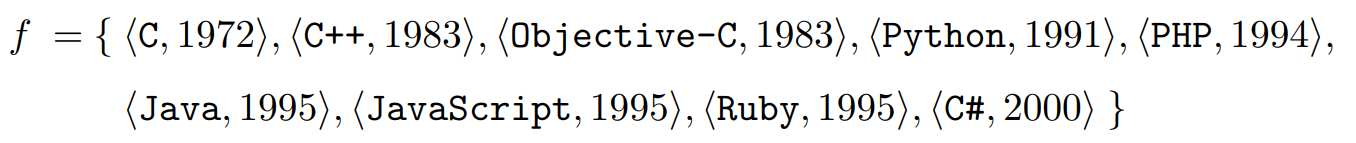 f = { ⟨C, 1972⟩, ⟨C++, 1983⟩, ⟨Objective-C, 1983⟩, ⟨Python, 1991⟩, ⟨PHP, 1994⟩,
⟨Java, 1995⟩, ⟨JavaScript, 1995⟩, ⟨Ruby, 1995⟩, ⟨C#, 2000⟩ }